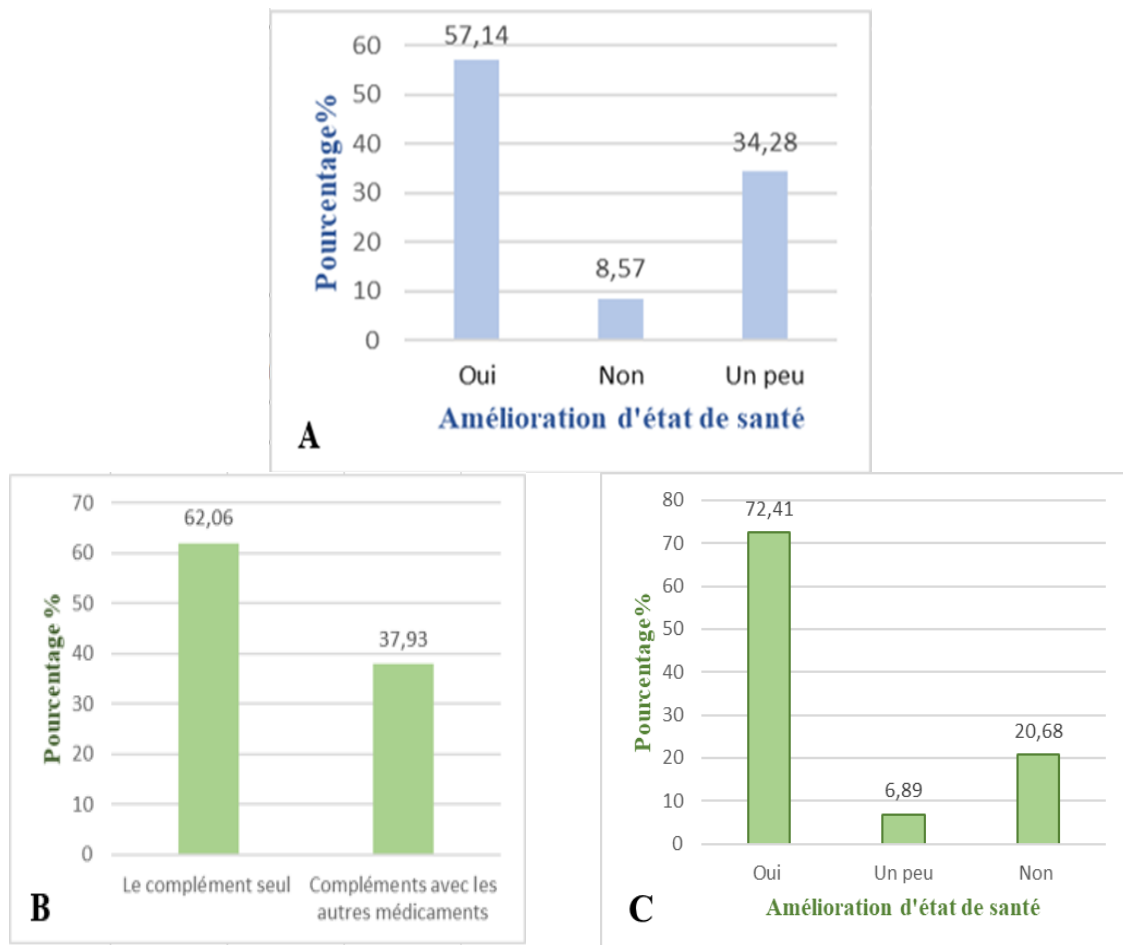 57,14
60
50
40
30
20
10
0
34,28
8,57
Pourcentage%
Oui Non Un peu
Amélioration d'état de santé
A
70
60
50
40
30
20
10
0
62,06
37,93
Pourcentage %
Le complément seul
Compléments avec les
autres médicaments
B
80
70
60
50
40
30
20
10
0
72,41
6,89
20,68
Pourcentage%
Oui Un peu Non
Amélioration d'état de santé
C